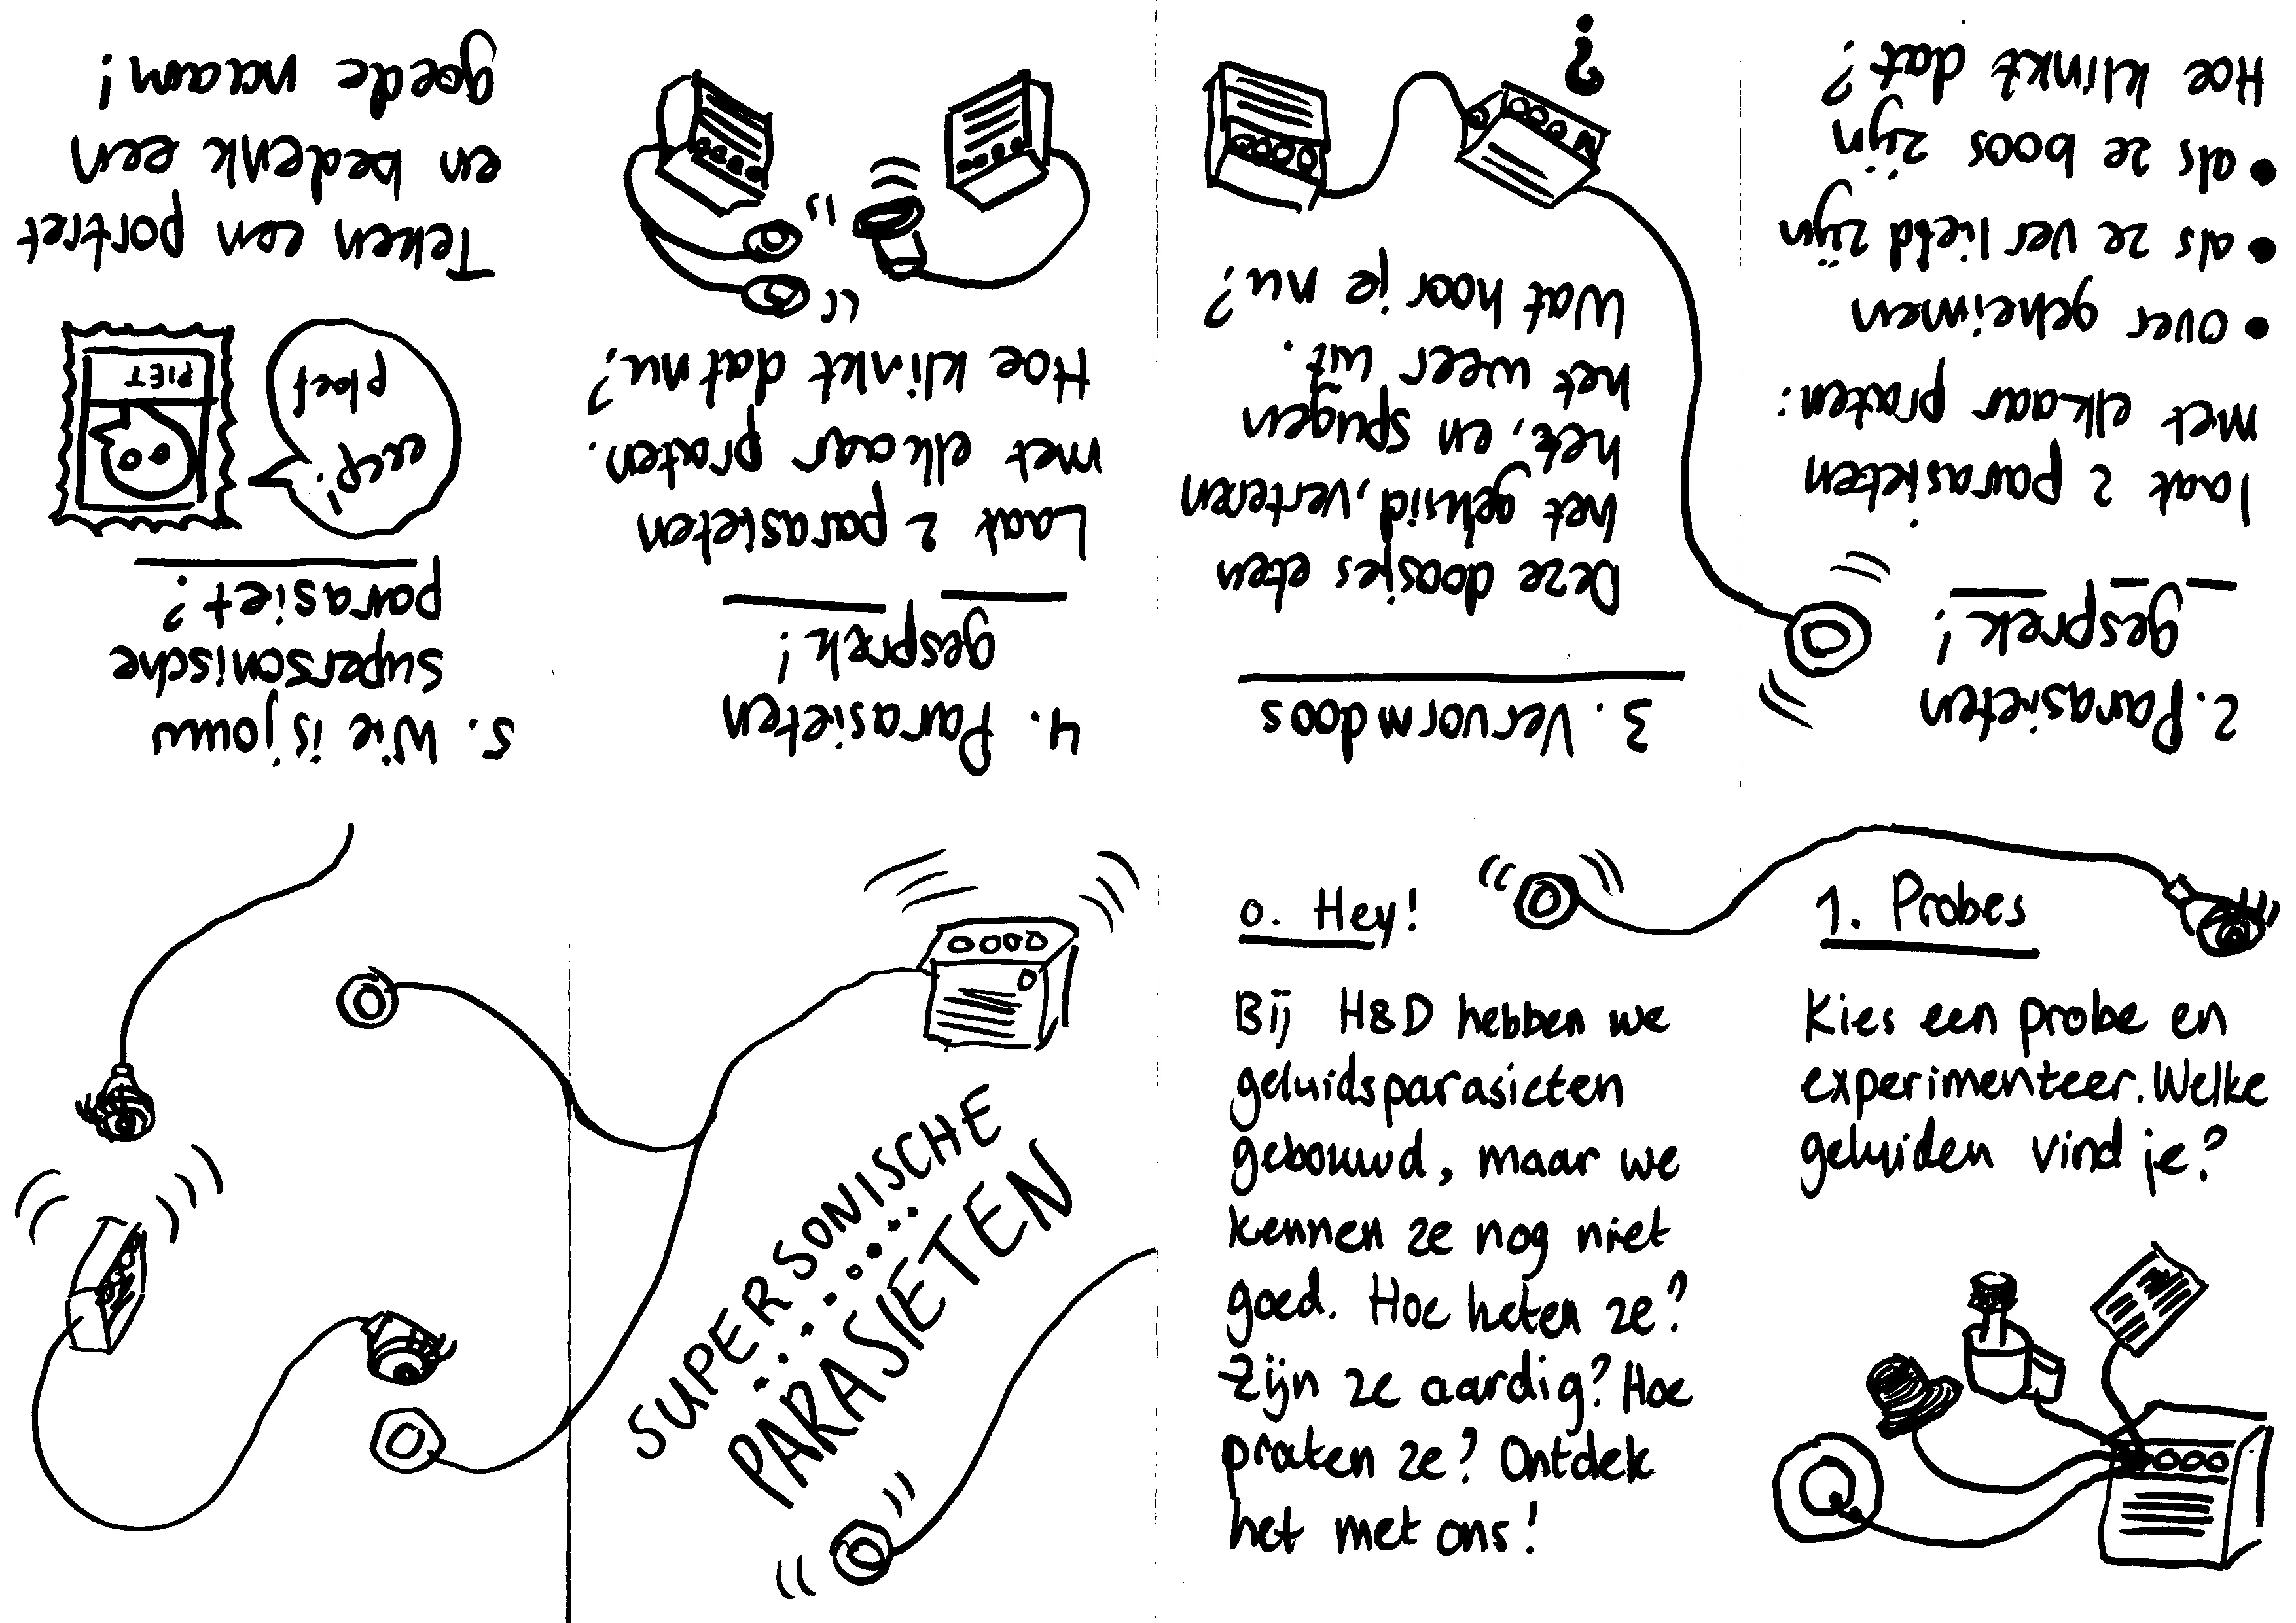 SUPERSONISCHE
PARASIETEN
0. Hey!
Bij H&D hebben we
geluidsparasieten
gebouwd, maar we
kennen ze nog niet
goed. Hoe heten ze?
Zijn ze aardig? Hoe
praten ze? Ontdek
het met ons!
1. Probes
Kies een probe en
experimenteer. Welke
geluiden vind je?
2. Parasieten
gesprek!
laat 2 parasieten
met elkaar praten:
• over geheimen
• als ze verliefd zijn
• als ze boos zijn
Hoe klinkt dat?
3. Vervormdoos
Deze doosjes eten
het geluid, verteren
het, en spugen
het weer uit.
Wat hoor je nu?
?
4. Parasieten
gesprek!
Laat 2 parasieten
met elkaar praten.
Hoe klinkt dat nu?
5. Wie is jouw
supersonische
parasiet?
PIET
ploef
Teken een portret
en bedenk een
goede naam!